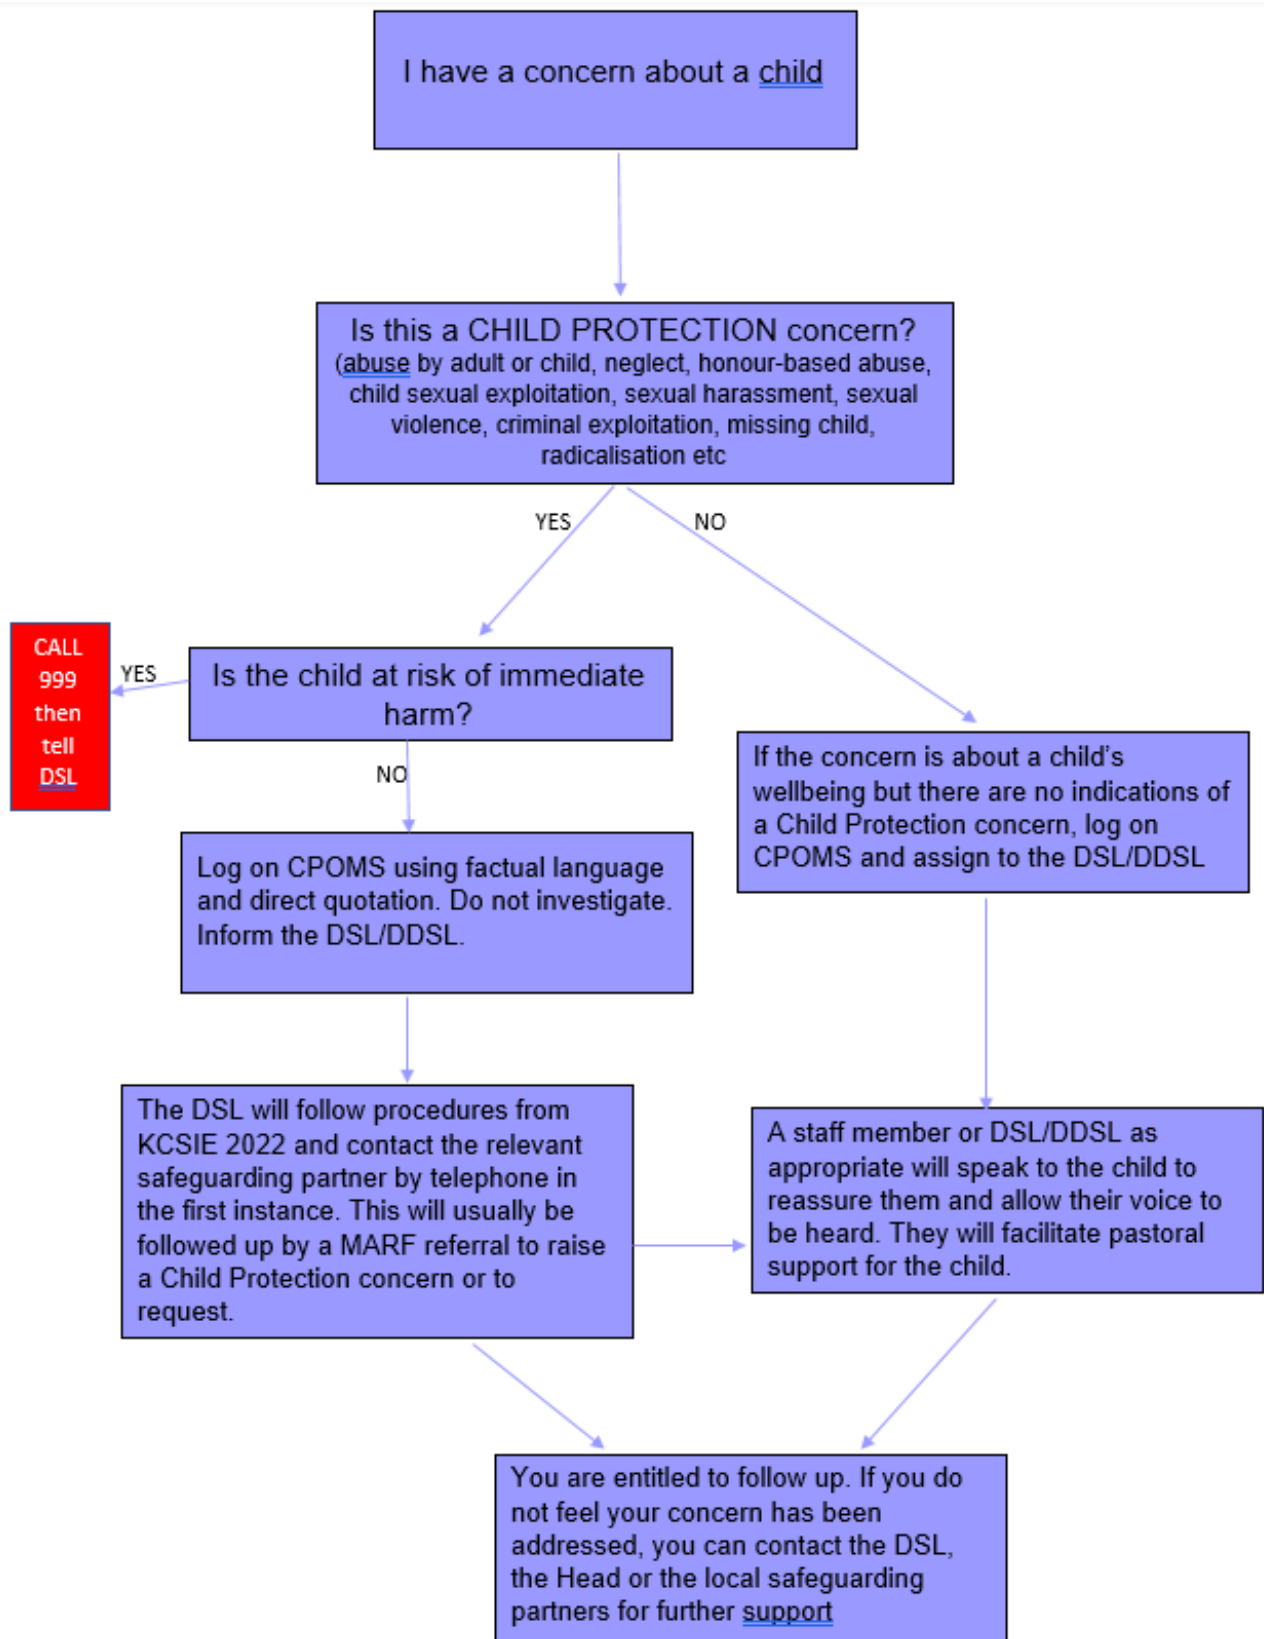 I have a concern about a child
Is this a CHILD PROTECTION concern?
(abuse by adult or child, neglect, honour-based abuse,
child sexual exploitation, sexual harassment, sexual
violence, criminal exploitation, missing child,
radicalisation etc
YES
NO
CALL
999
then
tell
DSL
YES
Is the child at risk of immediate
harm?
NO
If the concern is about a child's
wellbeing but there are no indications of
a Child Protection concern, log on
CPOMS and assign to the DSL/DDSL
Log on CPOMS using factual language
and direct quotation. Do not investigate.
Inform the DSL/DDSL.
The DSL will follow procedures from
KCSIE 2022 and contact the relevant
safeguarding partner by telephone in
the first instance. This will usually be
followed up by a MARF referral to raise
a Child Protection concern or to
request.
A staff member or DSL/DDSL as
appropriate will speak to the child to
reassure them and allow their voice to
be heard. They will facilitate pastoral
support for the child.
You are entitled to follow up. If you do
not feel your concern has been
addressed, you can contact the DSL,
the Head or the local safeguarding
partners for further support